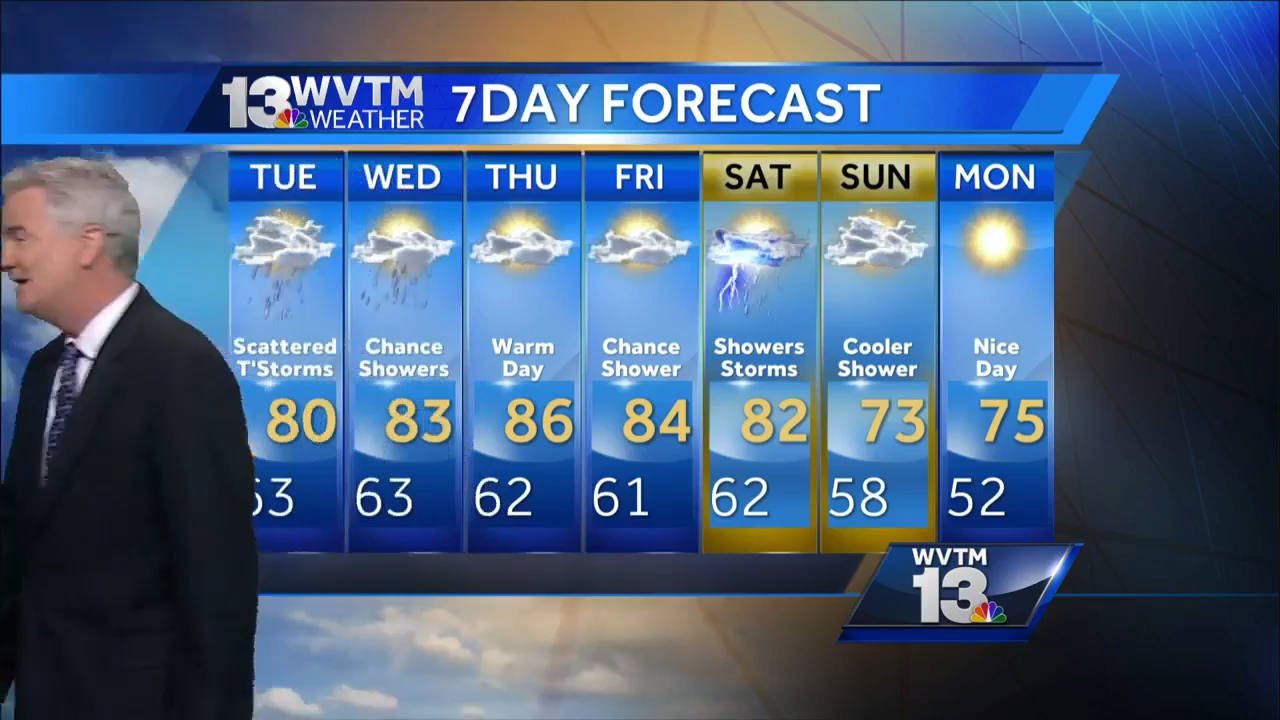 13 WVTM
WEATHER
7DAY FORECAST
TUE WED THU FRI SAT SUN MON
Scattered T'Storms
Chance Showers
Warm Day
Chance Shower
Showers Storms
Cooler Shower
Nice Day
80 83 86 84 82 73 75
63 62 61 62 58 52
WVTM
13